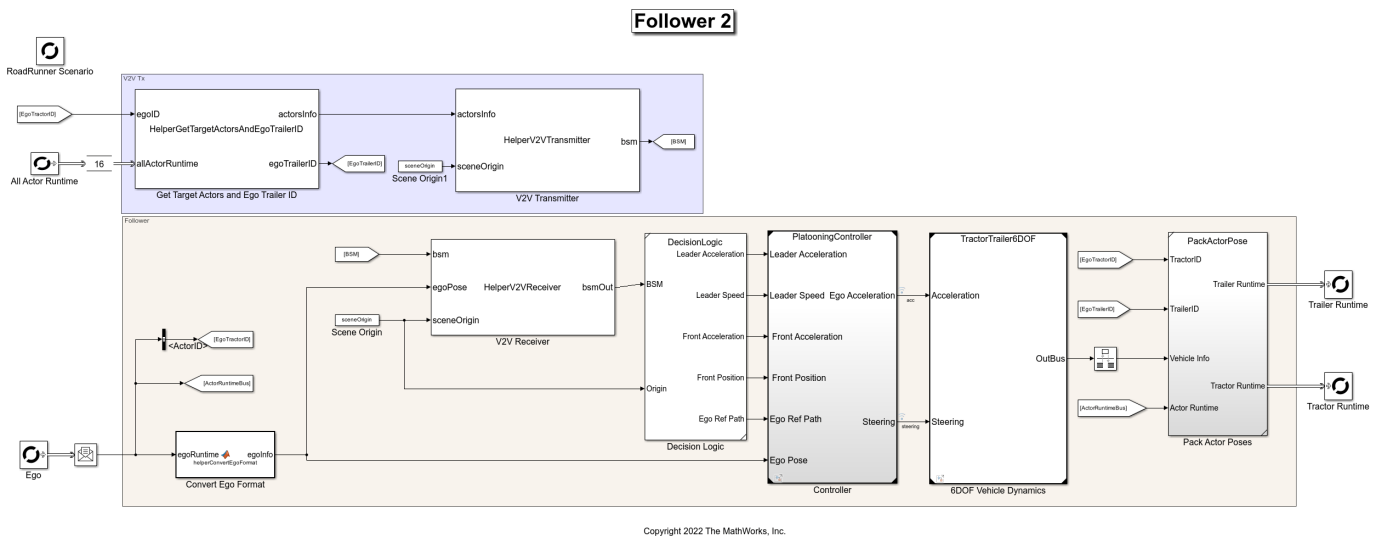 Follower 2
RoadRunner Scenario
V2V Tx
[EgoTractorID]
egoID
actorsInfo
HelperGetTargetActorsAndEgoTrailerID
allActorRuntime
egoTrailerID
[EgoTrailerID]
Get Target Actors and Ego Trailer ID
16
All Actor Runtime
actorsInfo
HelperV2VTransmitter
bsm
[BSM]
sceneOrigin
sceneOrigin
Scene Origin1
V2V Transmitter
Follower
[BSM]
bsm
egoPose
HelperV2VReceiver
bsmOut
sceneOrigin
sceneOrigin
Scene Origin
V2V Receiver
<ActorID>
[EgoTractorID]
[ActorRuntimeBus]
Ego
egoRuntime
egoInfo
helperConvertEgoFormat
Convert Ego Format
DecisionLogic
Leader Acceleration
BSM
Leader Speed
Front Acceleration
Front Position
Origin
Ego Ref Path
Decision Logic
PlatooningController
Leader Acceleration
Leader Speed
Ego Acceleration
Front Acceleration
Front Position
Ego Ref Path
Steering
Ego Pose
Controller
acc
steering
TractorTrailer6DOF
Acceleration
OutBus
Steering
6DOF Vehicle Dynamics
[EgoTractorID]
[EgoTrailerID]
[ActorRuntimeBus]
PackActorPose
TractorID
Trailer Runtime
TrailerID
Vehicle Info
Tractor Runtime
Actor Runtime
Pack Actor Poses
Trailer Runtime
Tractor Runtime
Copyright 2022 The MathWorks, Inc.